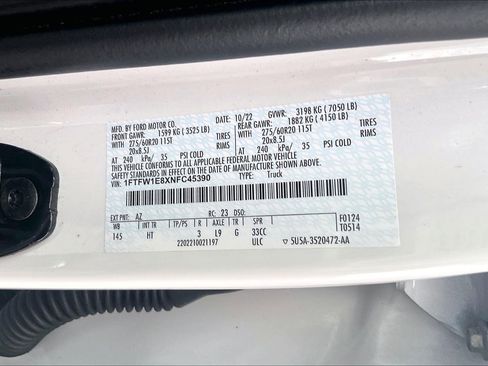 MFD. BY FORD MOTOR CO.
DATE: 10/22 GVWR: 3198 KG ( 7050 LB)
FRONT GAWR: 1599 KG ( 3525 LB) REAR GAWR: 1882 KG ( 4150 LB)
WITH 275/60R20 115T TIRES WITH 275/60R20 115T TIRES
20x8.5J RIMS 20x8.5J RIMS
AT 240 kPa/ 35 PSI COLD AT 240 kPa/ 35 PSI COLD
THIS VEHICLE CONFORMS TO ALL APPLICABLE FEDERAL MOTOR VEHICLE
SAFETY STANDARDS IN EFFECT ON THE DATE OF MANUFACTURE SHOWN ABOVE.
VIN: 1FTFW1E8XNFC45390 TYPE: Truck
EXT PNT: AZ RC: 23 DSO: F0124
WB INT TR TP/PS R AXLE TR SPR T0514
145 HT 3 L9 G 33CC
2202210021197 ULC ▽ 5U5A-3520472-AA